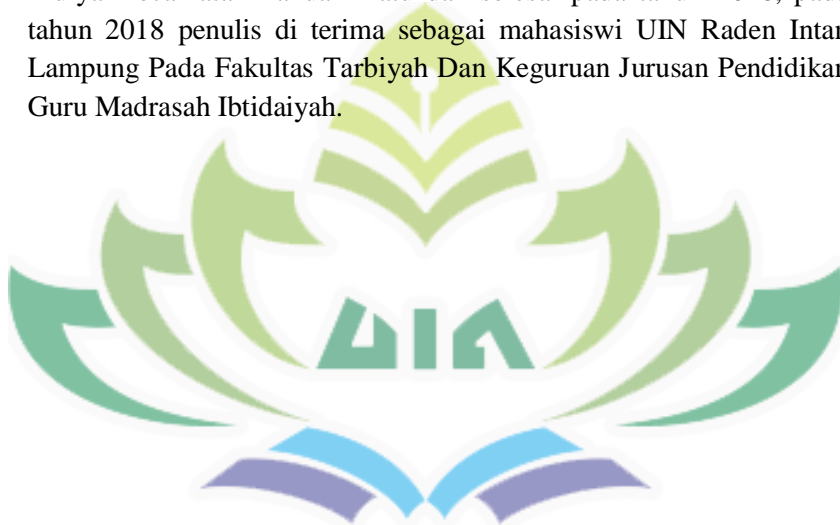 tahun 2018 penulis di terima sebagai mahasiswi UIN Raden Intan
Lampung Pada Fakultas Tarbiyah Dan Keguruan Jurusan Pendidikan
Guru Madrasah Ibtidaiyah.
UIN